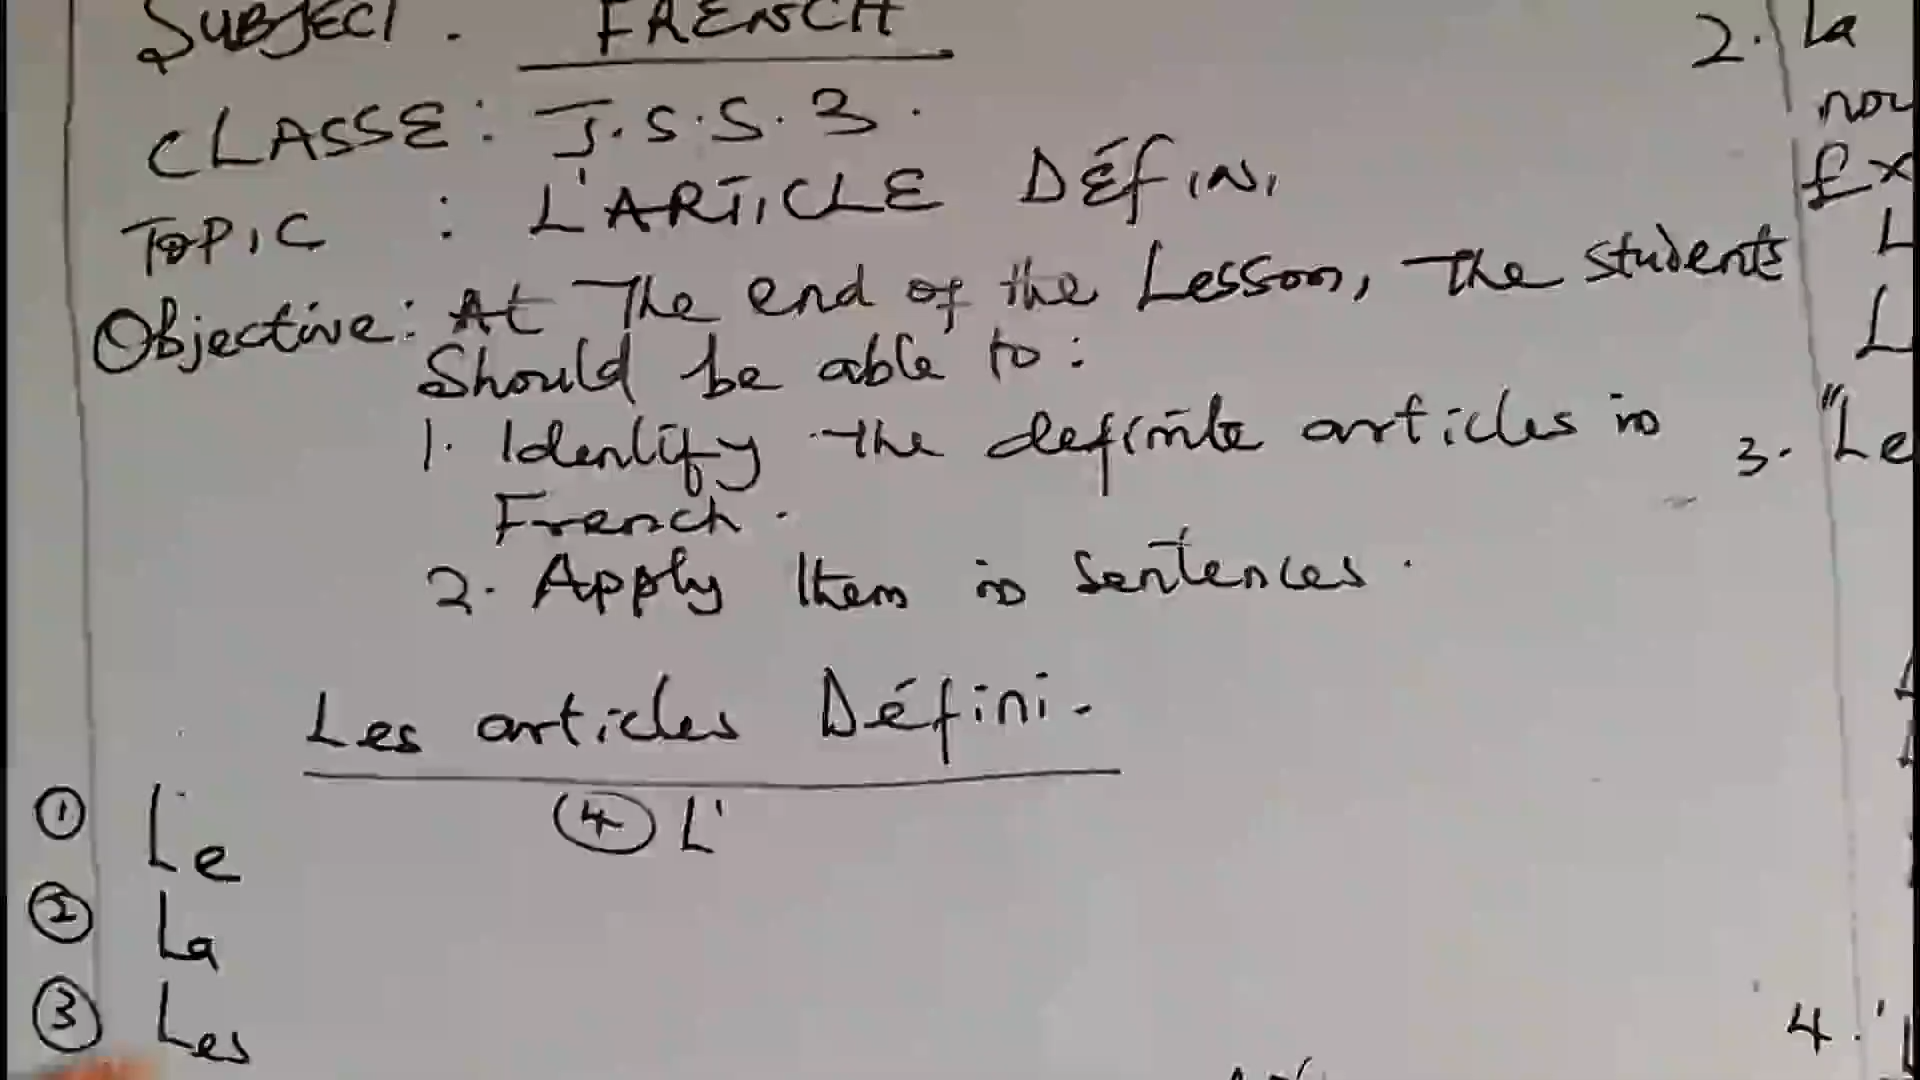 SUBJECT. FRENCH
CLASSE: J.S.S.3.
TOPIC : L'ARTICLE DÉFINI
Objective: At The end of the Lesson, The students
Should be able to:
1. Identify the definite articles in
French.
2. Apply them in Sentences.
Les articles Défini.
① Le
④ L'
② La
③ Les
2. La
Ex
L
L
3. "Le
4.